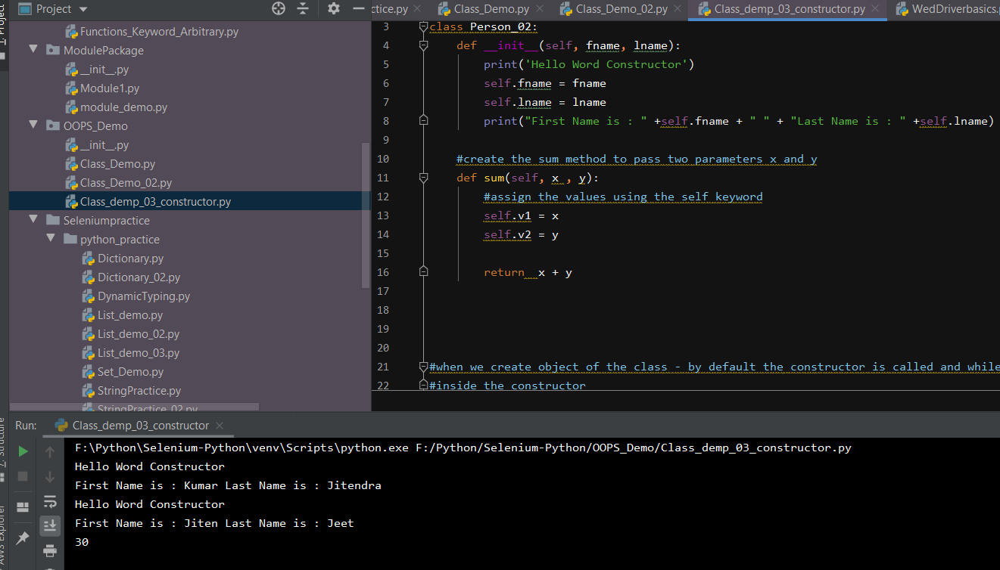 Project
ctice.py
Class_Demo.py
Class_Demo_02.py
Class_demp_03_constructor.py
WedDriverbasics.
Project
Functions_Keyword_Arbitrary.py
ModulePackage
__init__.py
Module1.py
module_demo.py
OOPS_Demo
__init__.py
Class_Demo.py
Class_Demo_02.py
Class_demp_03_constructor.py
Seleniumpractice
python_practice
Dictionary.py
Dictionary_02.py
DynamicTyping.py
List_demo.py
List_demo_02.py
List_demo_03.py
Set_Demo.py
StringPractice.py
StringPractice_02.py
3 class Person_02:
4 def __init__(self, fname, lname):
5 print('Hello Word Constructor')
6 self.fname = fname
7 self.lname = lname
8 print("First Name is : " +self.fname + " " + "Last Name is : " +self.lname)
9
10 #create the sum method to pass two parameters x and y
11 def sum(self, x , y):
12 #assign the values using the self keyword
13 self.v1 = x
14 self.v2 = y
15
16 return  x + y
17
18
19
20
21 #when we create object of the class - by default the constructor is called and while
22 #inside the constructor
Run:
Class_demp_03_constructor
F:\Python\Selenium-Python\venv\Scripts\python.exe F:/Python/Selenium-Python/OOPS_Demo/Class_demp_03_constructor.py
Hello Word Constructor
First Name is : Kumar Last Name is : Jitendra
Hello Word Constructor
First Name is : Jiten Last Name is : Jeet
30